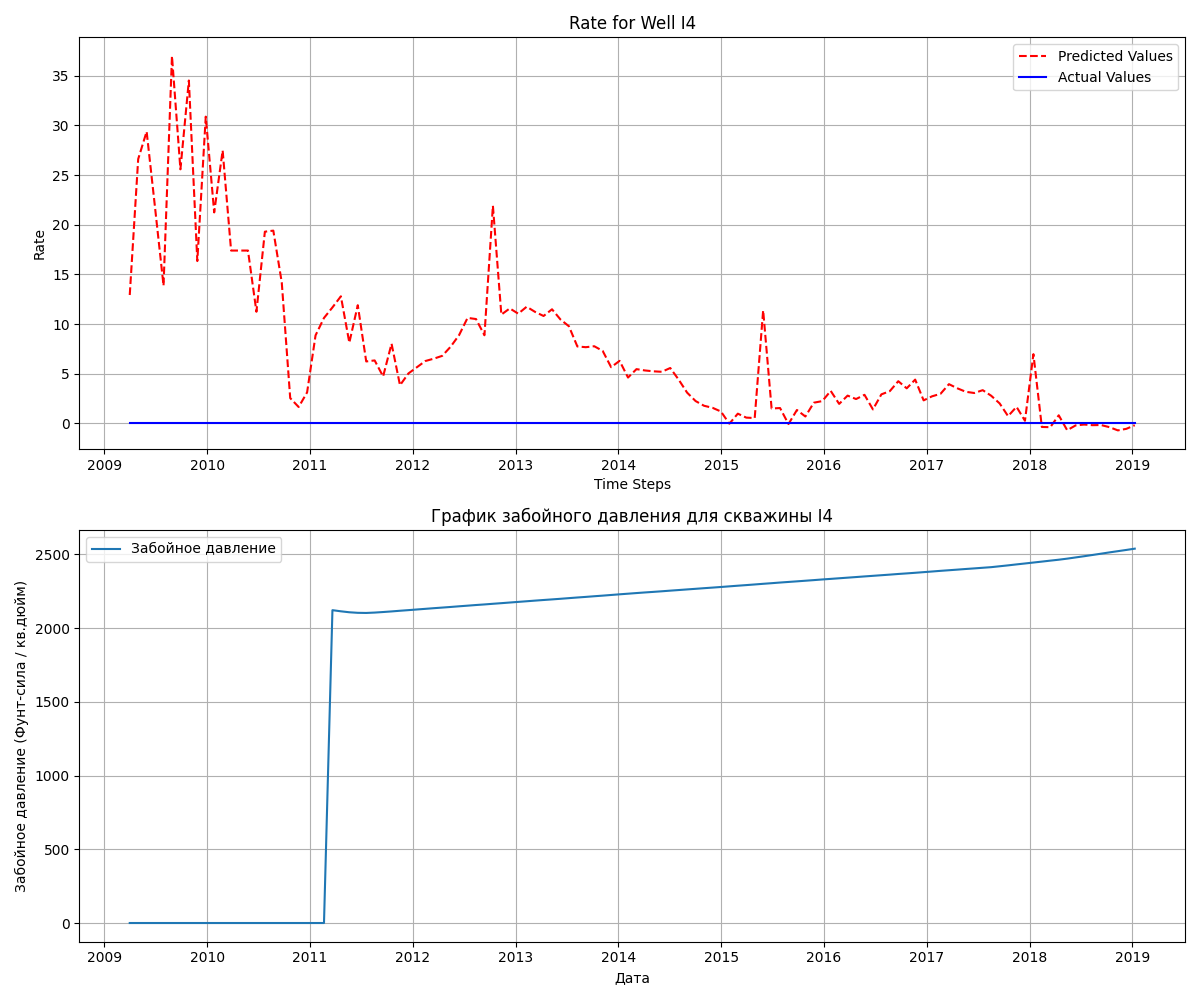 Rate for Well I4
Predicted Values
Actual Values
Rate
35
30
25
20
15
10
5
0
2009 2010 2011 2012 2013 2014 2015 2016 2017 2018 2019
Time Steps
График забойного давления для скважины I4
Забойное давление
Забойное давление (Фунт-сила / кв.дюйм)
2500
2000
1500
1000
500
0
2009 2010 2011 2012 2013 2014 2015 2016 2017 2018 2019
Дата